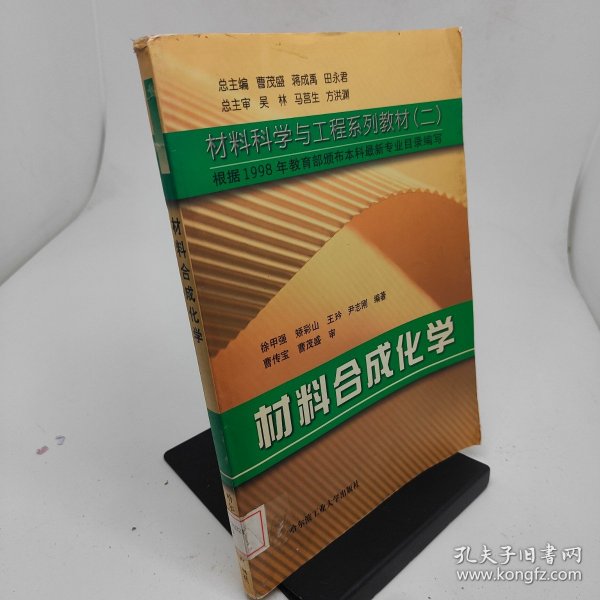 总主编 曹茂盛 蒋成禹 田永君
总主审 吴 林 马莒生 方洪渊
材料科学与工程系列教材(二)
根据1998年教育部颁布本科最新专业目录编写
徐甲强 矫彩山 王玲 尹志刚 编著
曹传宝 曹茂盛 审
材料合成化学
哈尔滨工业大学出版社
材料合成化学
孔夫子旧书网
www.kongfz.com